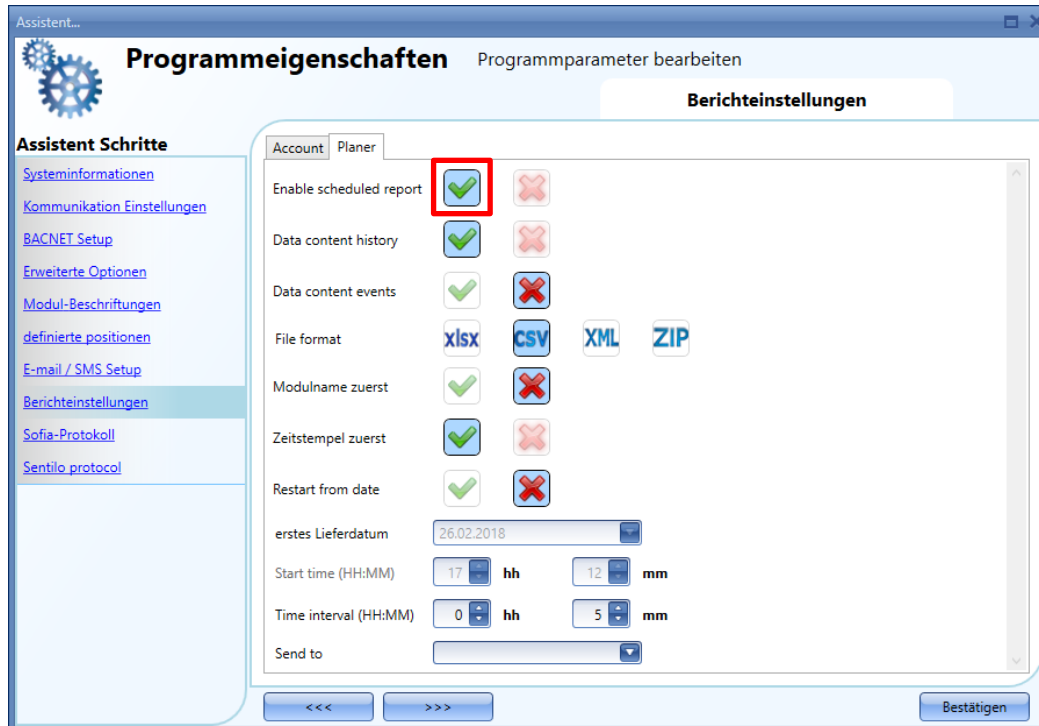 Assistent...
Programmeigenschaften Programmparameter bearbeiten
Berichteinstellungen
Assistent Schritte
Systeminformationen
Kommunikation Einstellungen
BACNET Setup
Erweiterte Optionen
Modul-Beschriftungen
definierte positionen
E-mail / SMS Setup
Berichteinstellungen
Sofia-Protokoll
Sentilo protocol
Account Planer
Enable scheduled report
Data content history
Data content events
File format xlsx CSV XML ZIP
Modulname zuerst
Zeitstempel zuerst
Restart from date
erstes Lieferdatum 26.02.2018
Start time (HH:MM) 17 hh 12 mm
Time interval (HH:MM) 0 hh 5 mm
Send to
<<< >>> Bestätigen